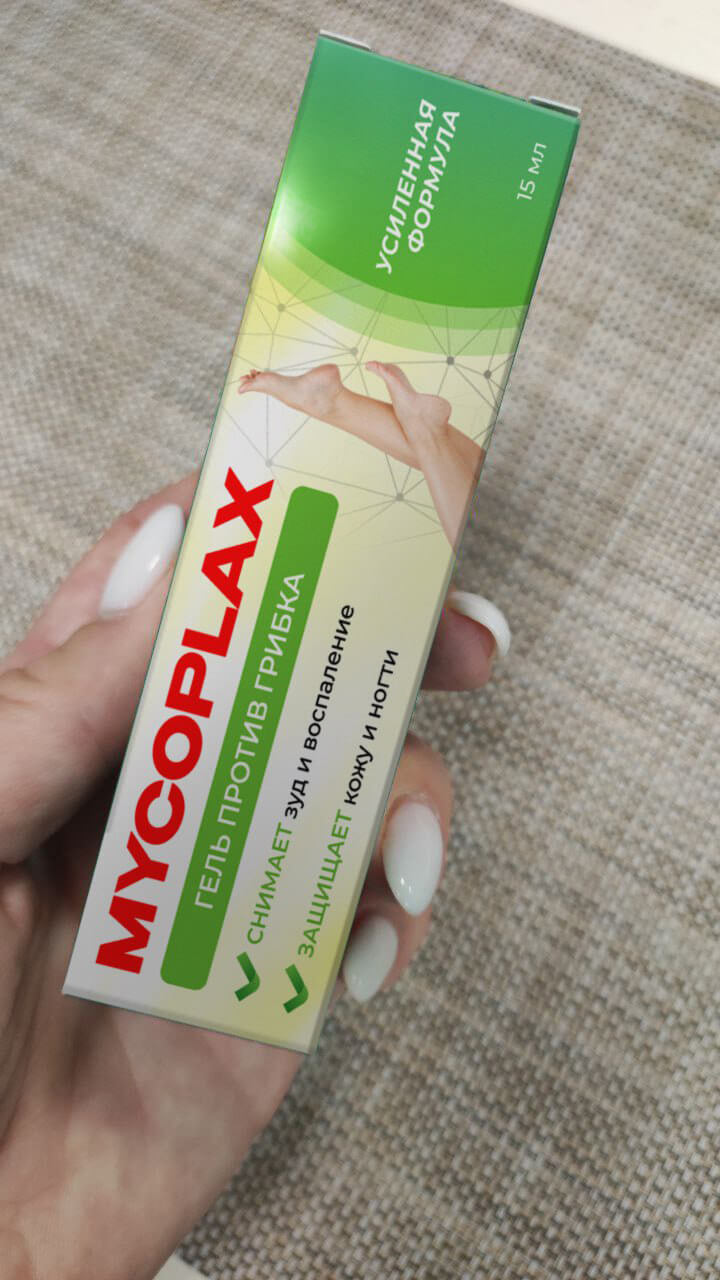 MYCOPLAX
ГЕЛЬ ПРОТИВ ГРИБКА
СНИМАЕТ зуд и воспаление
ЗАЩИЩАЕТ кожу и ногти
УСИЛЕННАЯ
ФОРМУЛА
15 мл